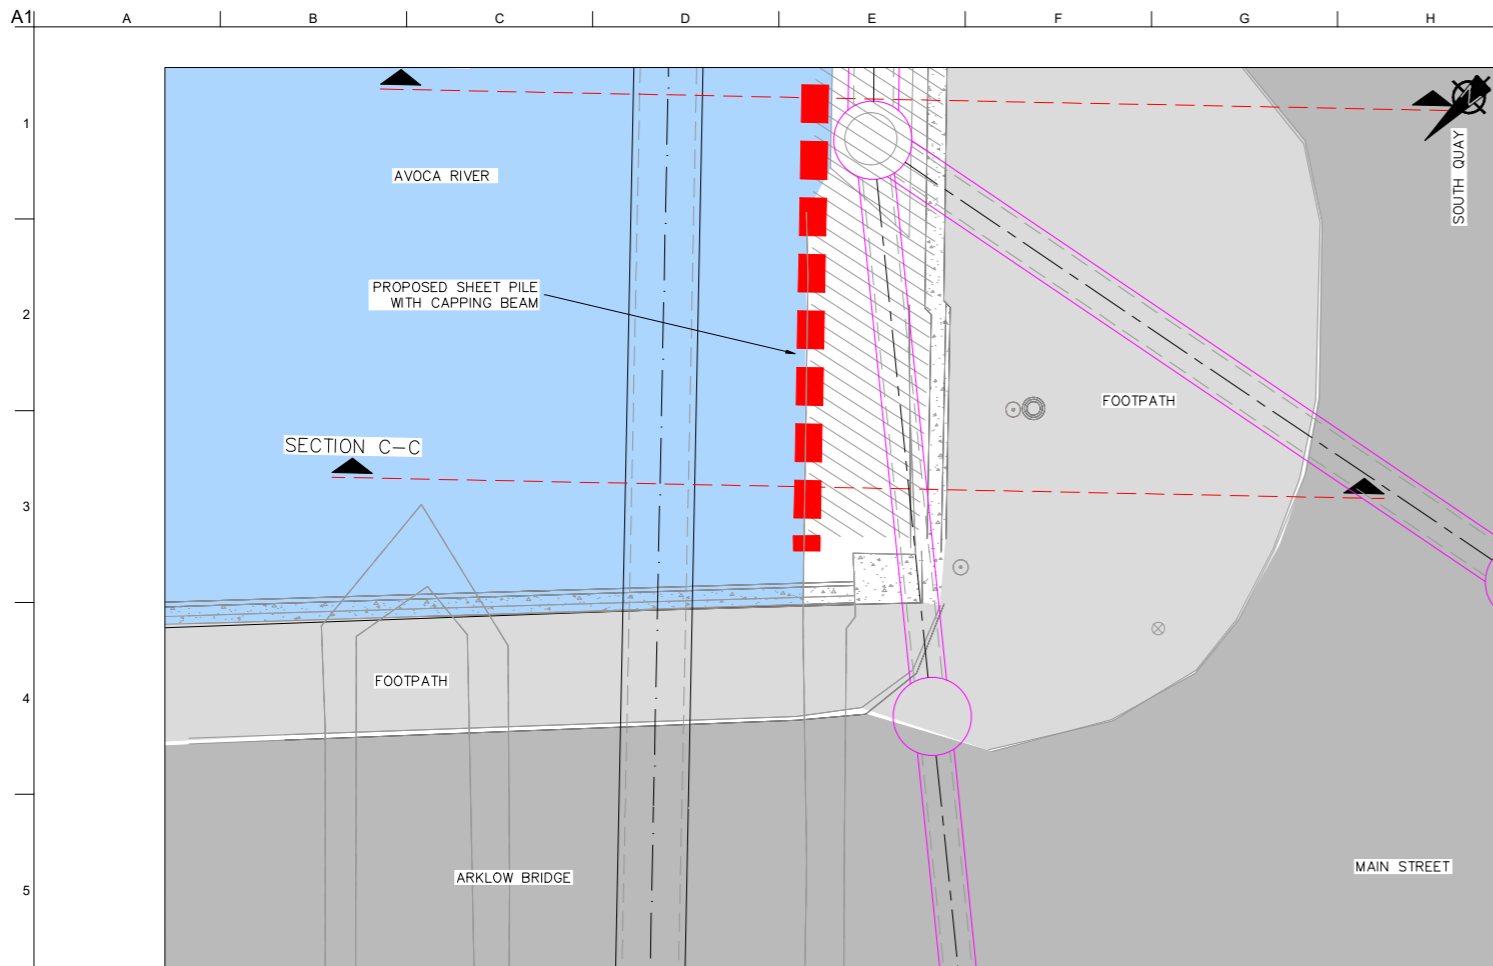 A1
A B C D E F G H
1
AVOCA RIVER
SOUTH QUAY
2
PROPOSED SHEET PILE
WITH CAPPING BEAM
FOOTPATH
SECTION C-C
3
FOOTPATH
4
ARKLOW BRIDGE
MAIN STREET
5